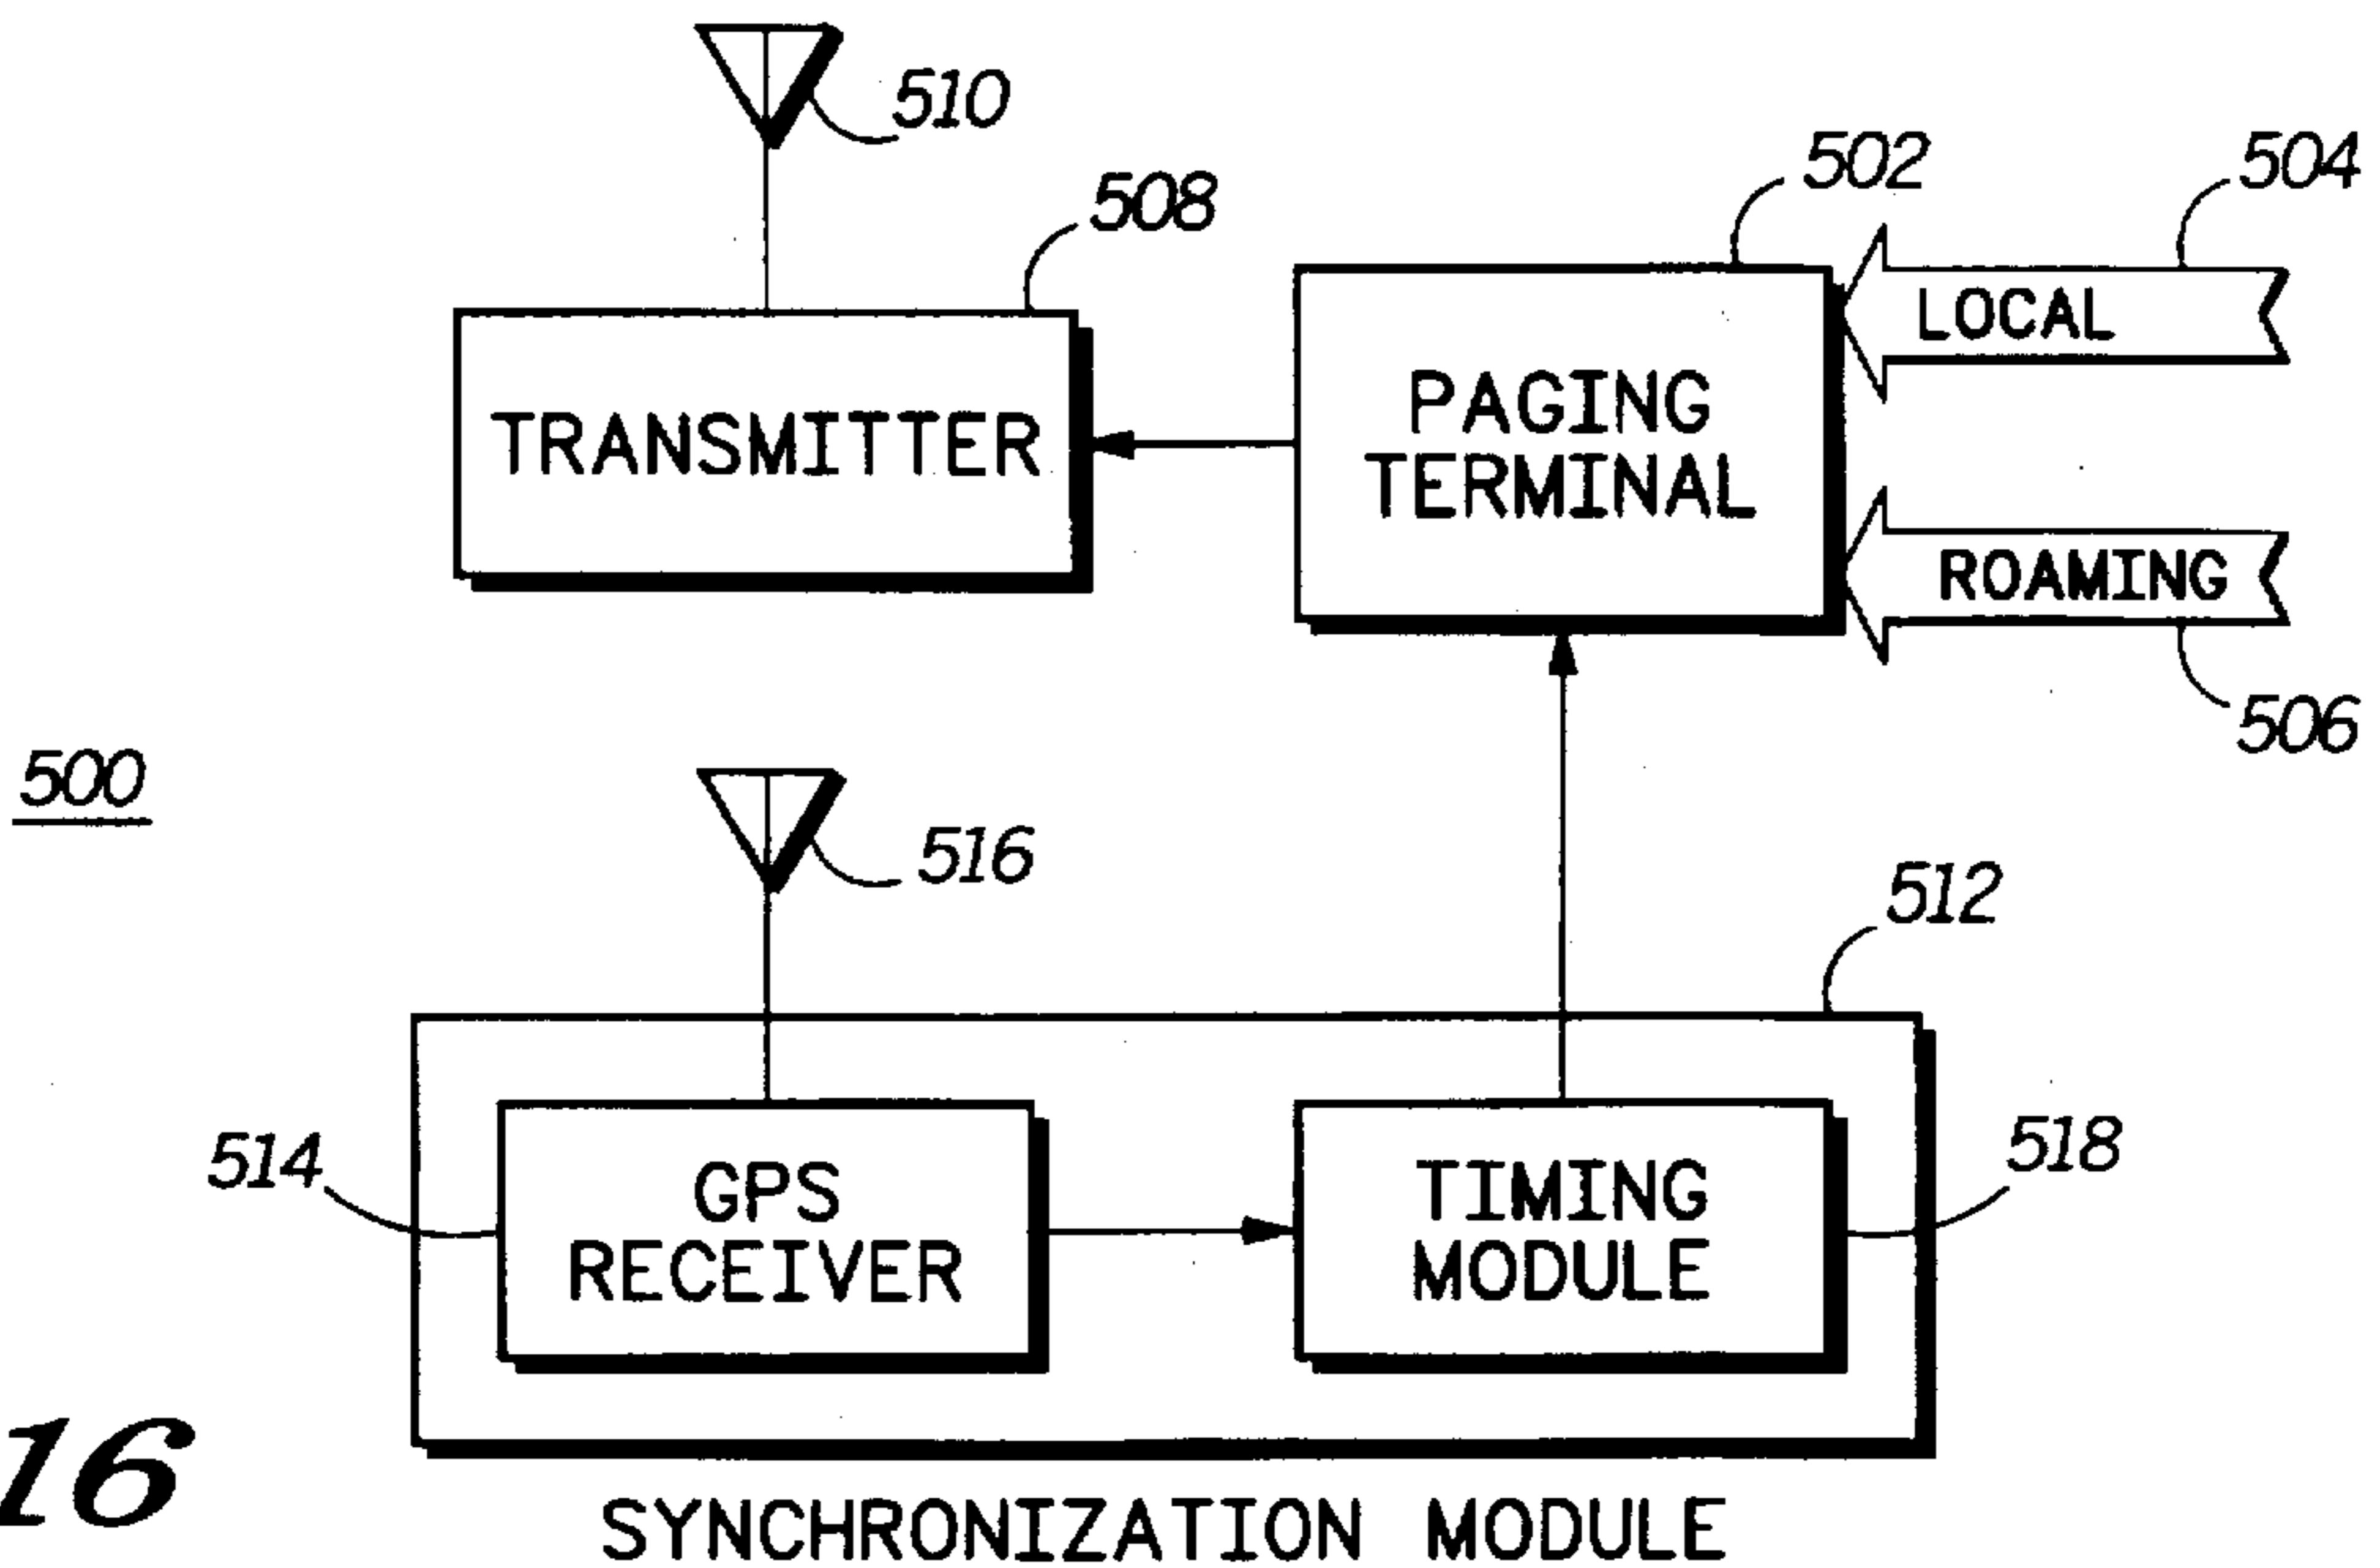 510
502
504
508
LOCAL
PAGING
TERMINAL
TRANSMITTER
ROAMING
506
500
516
512
514
518
GPS
RECEIVER
TIMING
MODULE
16
SYNCHRONIZATION MODULE